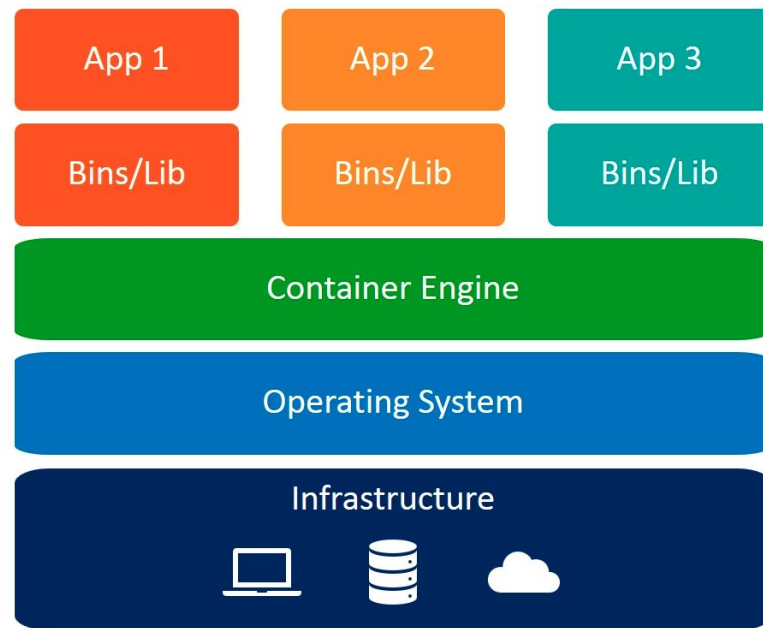 App 1
App 2
App 3
Bins/Lib
Bins/Lib
Bins/Lib
Container Engine
Operating System
Infrastructure